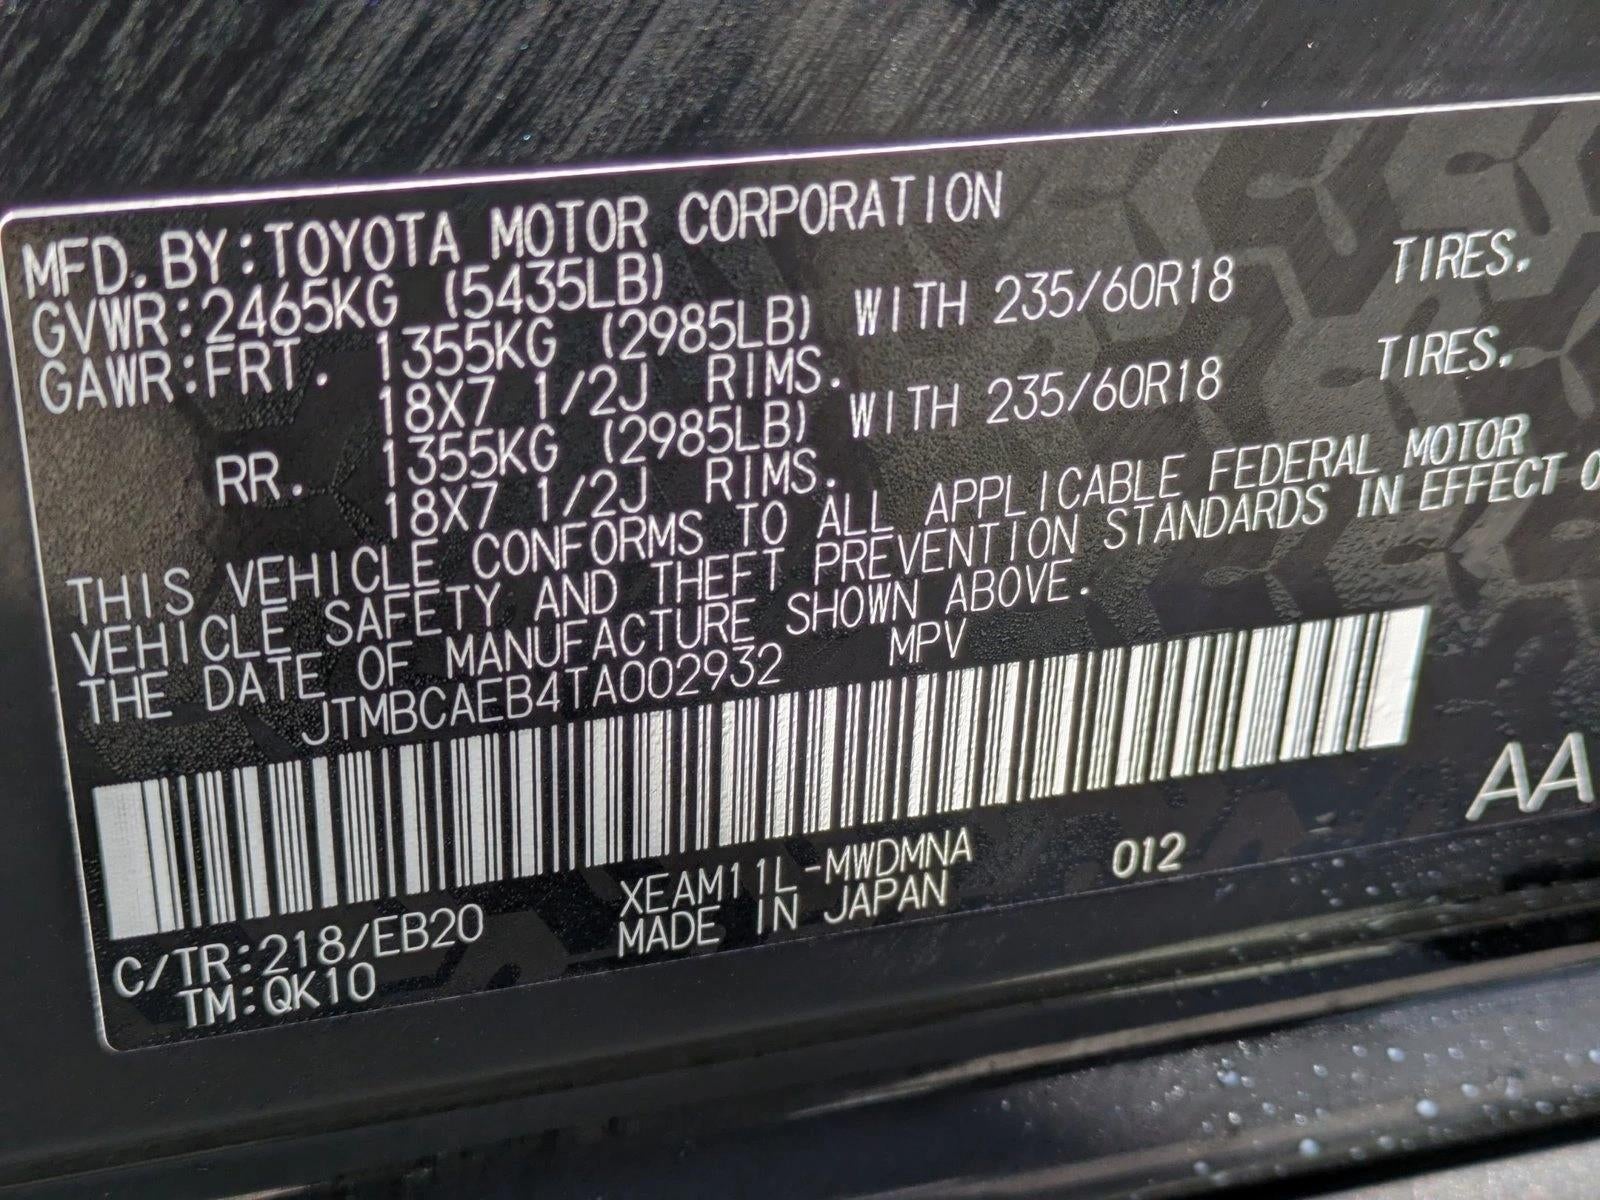 MFD. BY:TOYOTA MOTOR CORPORATION
GVWR:2465KG (5435LB)
GAWR:FRT. 1355KG (2985LB) WITH 235/60R18 TIRES.
18X7 1/2J RIMS.
RR. 1355KG (2985LB) WITH 235/60R18 TIRES.
18X7 1/2J RIMS.
THIS VEHICLE CONFORMS TO ALL APPLICABLE FEDERAL MOTOR
VEHICLE SAFETY AND THEFT PREVENTION STANDARDS IN EFFECT
THE DATE OF MANUFACTURE SHOWN ABOVE.
JTMBCAEB4TA002932 MPV
AA
C/TR:218/EB20 XEAM11L-MWDMNA 012
TM:QK10 MADE IN JAPAN